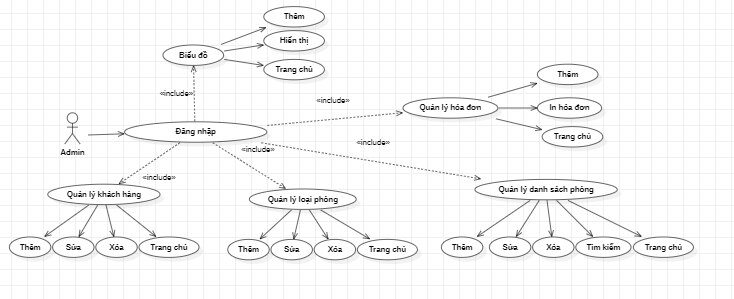 Thêm
Biểu đồ
Hiển thị
Trang chủ
«include»
«include»
Quản lý hóa đơn
Thêm
In hóa đơn
Trang chủ
Admin
Đăng nhập
«include»
«include»
«include»
Quản lý khách hàng
Thêm
Sửa
Xóa
Trang chủ
Quản lý loại phòng
Thêm
Sửa
Xóa
Trang chủ
Quản lý danh sách phòng
Thêm
Sửa
Xóa
Tìm kiếm
Trang chủ